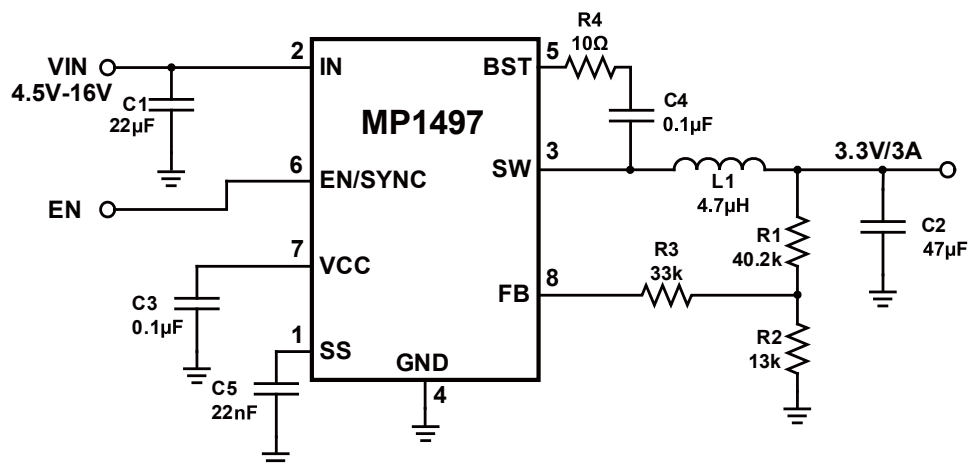 R4
10Ω
2
5
VIN
IN
BST
4.5V-16V
C1
22µF
MP1497
C4
0.1µF
6
3
3.3V/3A
EN/SYNC
SW
L1
4.7µH
EN
R1
40.2k
C2
47µF
7
R3
33k
8
VCC
FB
C3
0.1µF
1
SS
R2
13k
GND
C5
22nF
4